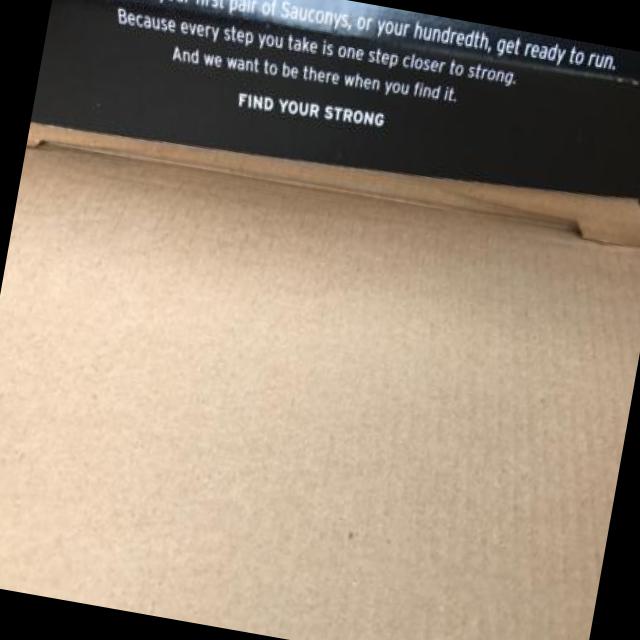 first pair of Sauconys, or your hundredth, get ready to run.
Because every step you take is one step closer to strong.
And we want to be there when you find it.
FIND YOUR STRONG